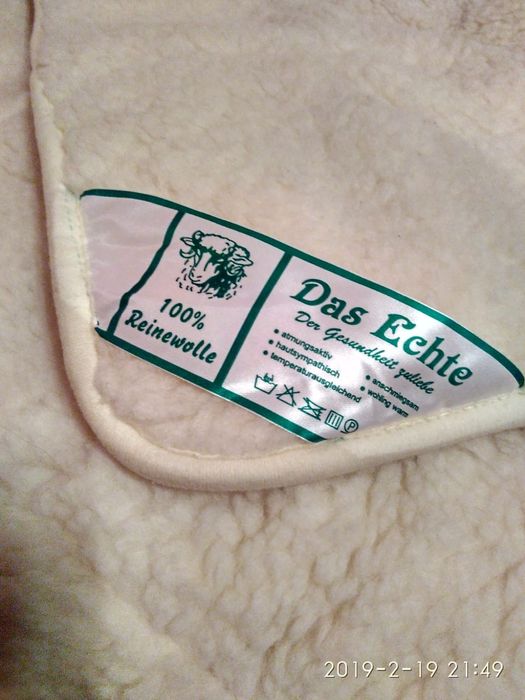 100%
Reinewolle
Das Echte
Der Gesundheit zuliebe
• atmungsaktiv
• hautsympathisch
• temperaturausgleichend
• anschmiegsam
• wohlig warm
P
2019-2-19 21:49